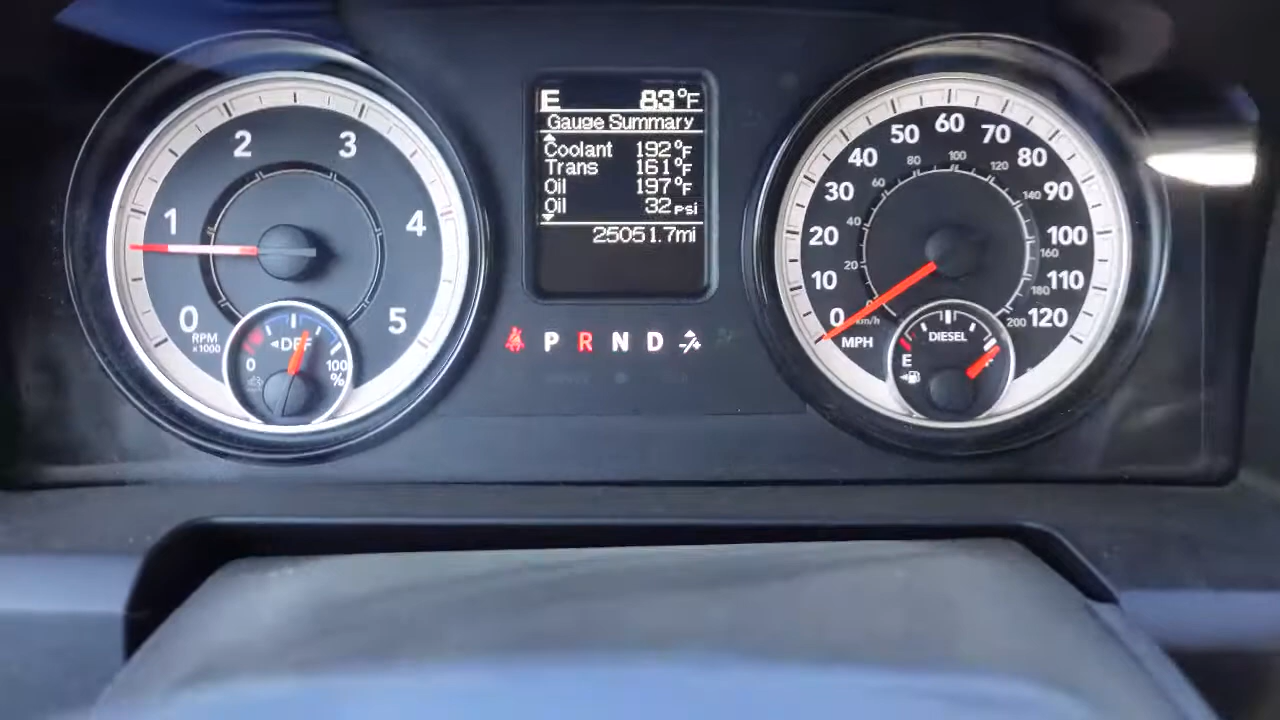 0 1 2 3 4 5
RPM
x1000
DEF
0 100
%
E 83°F
Gauge Summary
Coolant 192°F
Trans 161°F
Oil 197°F
Oil 32 psi
25051.7mi
P R N D
0 10 20 30 40 50 60 70 80 90 100 110 120
0 20 40 60 80 100 120 140 160 180 200
MPH
km/h
DIESEL
E